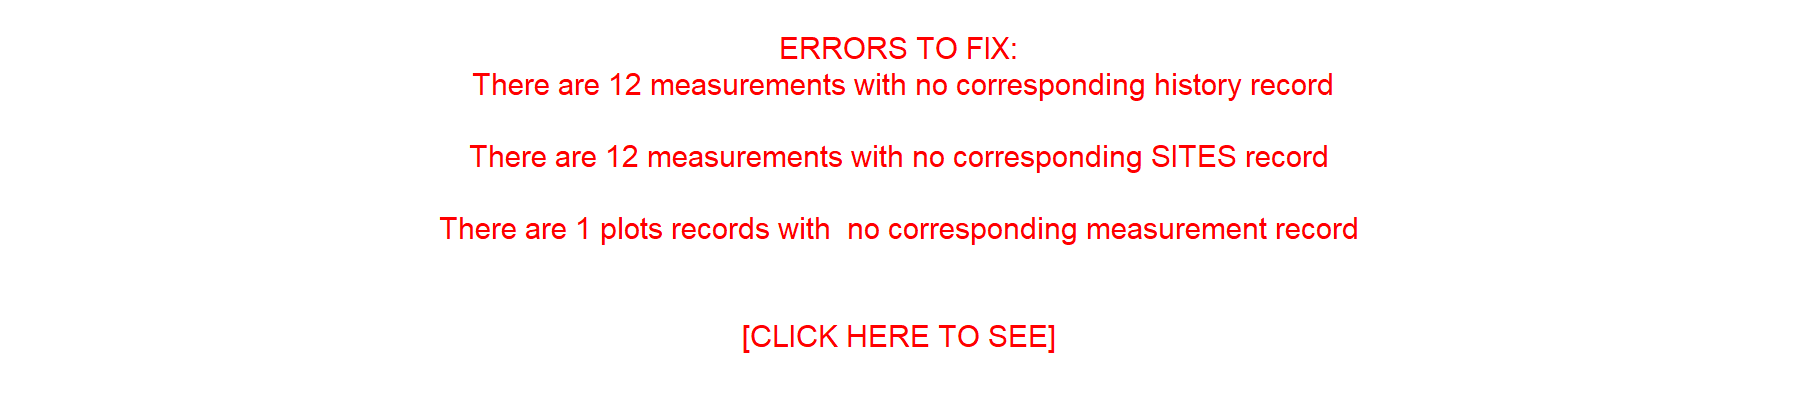 ERRORS TO FIX:
There are 12 measurements with no corresponding history record
There are 12 measurements with no corresponding SITES record
There are 1 plots records with  no corresponding measurement record
[CLICK HERE TO SEE]